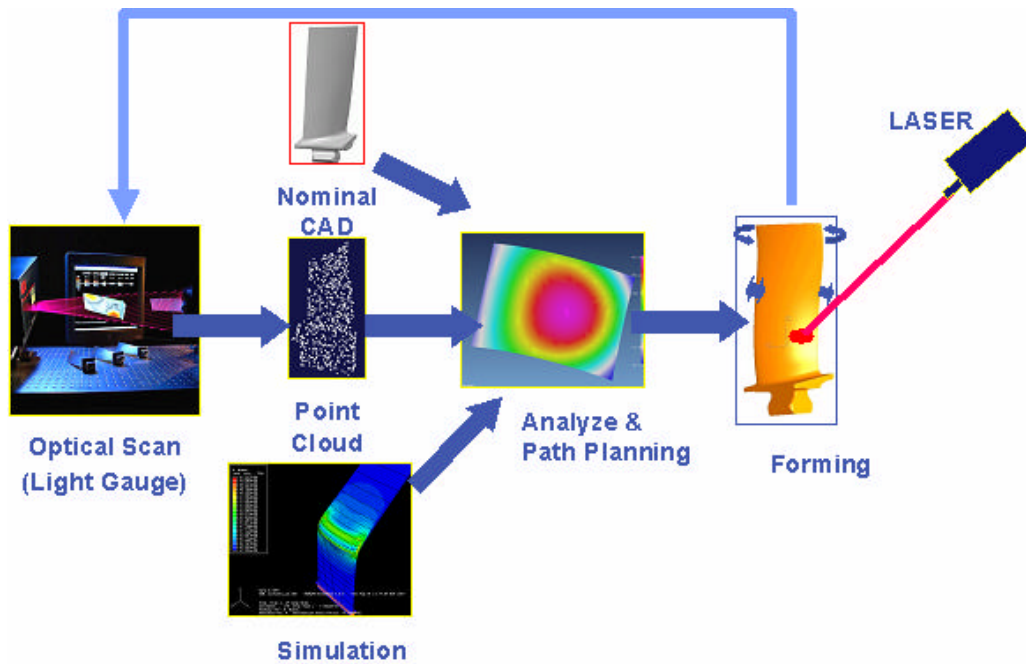 LASER
Nominal
CAD
Optical Scan
(Light Gauge)
Point
Cloud
Analyze &
Path Planning
Forming
Simulation